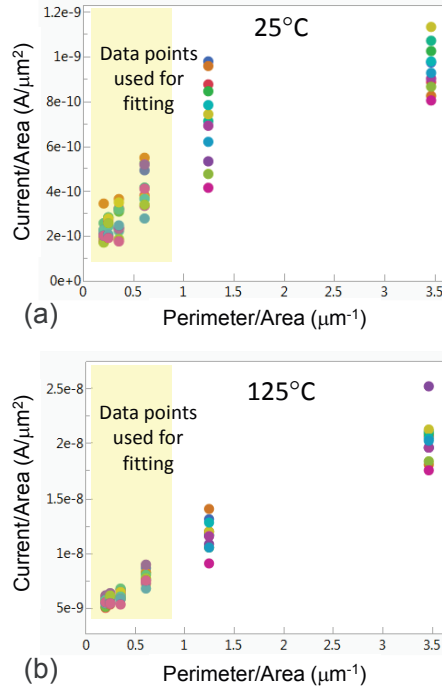 1.2e-9
1e-9
8e-10
6e-10
4e-10
2e-10
0e+0
Current/Area (A/μm²)
25°C
Data points
used for
fitting
0 0.5 1 1.5 2 2.5 3 3.5
(a)
Perimeter/Area (μm⁻¹)
2.5e-8
2e-8
1.5e-8
1e-8
5e-9
Current/Area (A/μm²)
125°C
Data points
used for
fitting
0 0.5 1 1.5 2 2.5 3 3.5
(b)
Perimeter/Area (μm⁻¹)